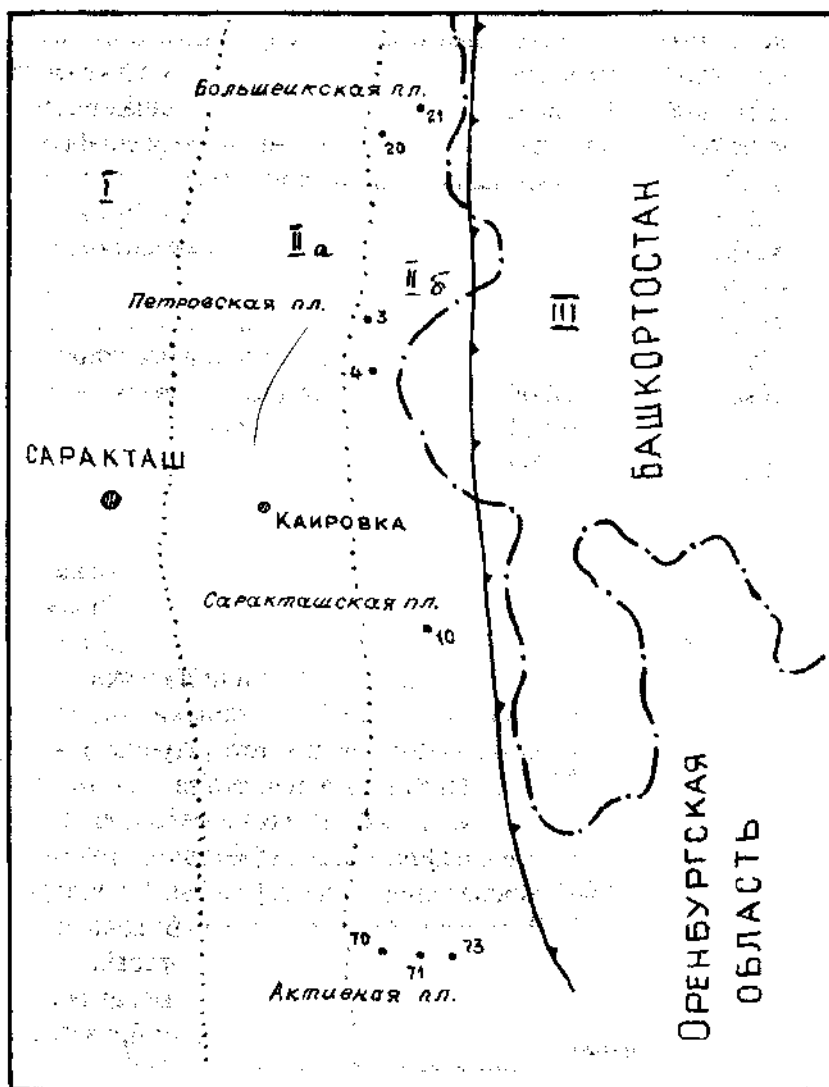 Большеикская пл.
21
20
I
II а
II б
Петровская пл.
3
III
4
БАШКОРТОСТАН
САРАКТАШ
КАИРОВКА
Саракташская пл.
10
ОРЕНБУРГСКАЯ
ОБЛАСТЬ
70
71
73
Активная пл.